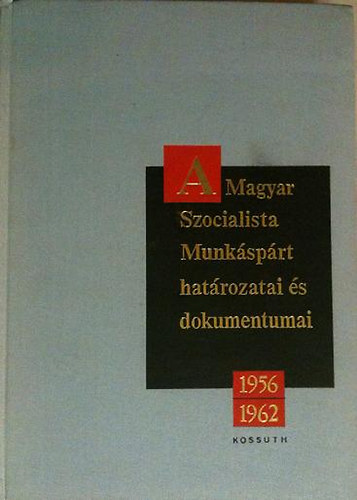 A Magyar
Szocialista
Munkáspárt
határozatai és
dokumentumai
1956
1962
KOSSUTH